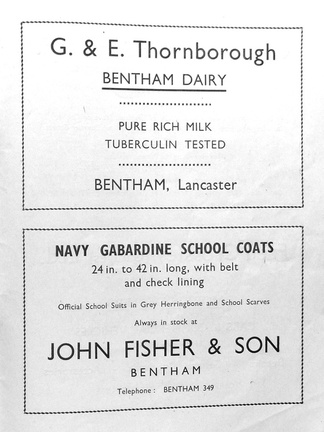 G. & E. Thornborough
BENTHAM DAIRY
PURE RICH MILK
TUBERCULIN TESTED
BENTHAM, Lancaster
NAVY GABARDINE SCHOOL COATS
24 in. to 42 in. long, with belt
and check lining
Official School Suits in Grey Herringbone and School Scarves
Always in stock at
JOHN FISHER & SON
BENTHAM
Telephone : BENTHAM 349